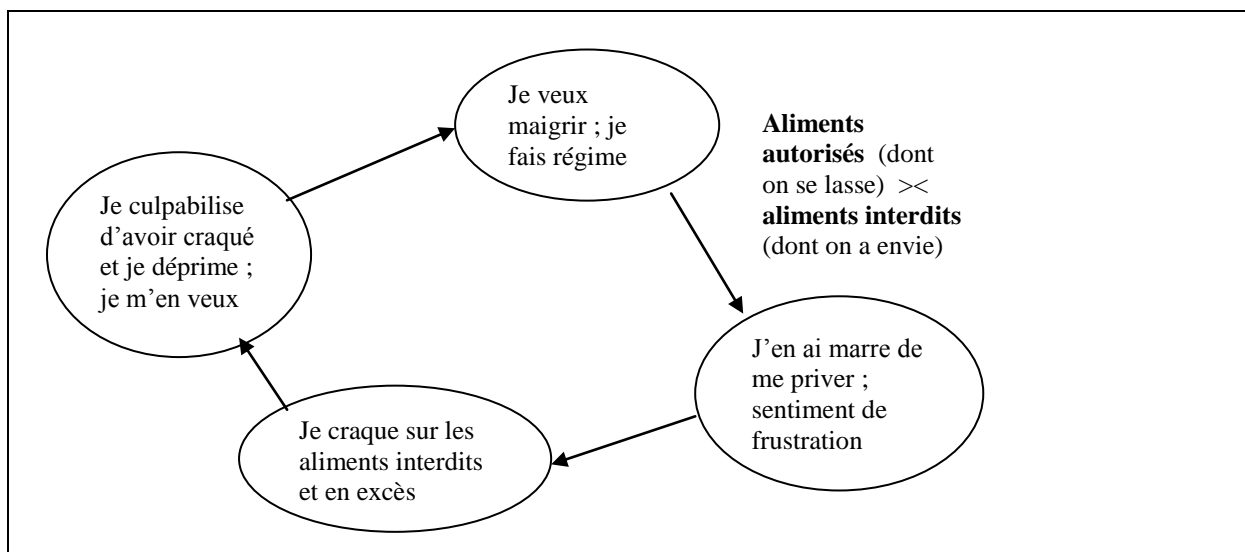 Je veux
maigrir ; je
fais régime
Aliments
autorisés (dont
on se lasse) ><
aliments interdits
(dont on a envie)
J'en ai marre de
me priver ;
sentiment de
frustration
Je craque sur les
aliments interdits
et en excès
Je culpabilise
d'avoir craqué
et je déprime ;
je m'en veux